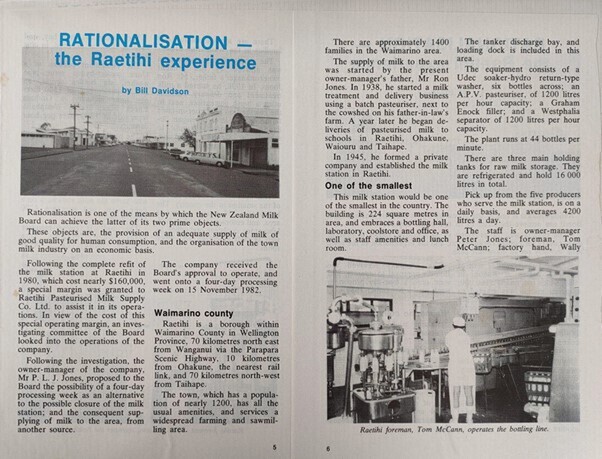 RATIONALISATION —
the Raetihi experience
by Bill Davidson
Rationalisation is one of the means by which the New Zealand Milk
Board can achieve the latter of its two prime objects.
These objects are, the provision of an adequate supply of milk of
good quality for human consumption, and the organisation of the town
milk industry on an economic basis.
Following the complete refit of
the milk station at Raetihi in
1980, which cost nearly $160,000,
a special margin was granted to
Raetihi Pasteurised Milk Supply
Co. Ltd. to assist it in its opera-
tions. In view of the cost of this
special operating margin, an inves-
tigating committee of the Board
looked into the operations of the
company.
Following the investigation, the
owner-manager of the company,
Mr P. L. J. Jones, proposed to the
Board the possibility of a four-day
processing week as an alternative
to the possible closure of the milk
station; and the consequent sup-
plying of milk to the area, from
another source.
The company received the
Board's approval to operate, and
went onto a four-day processing
week on 15 November 1982.
Waimarino county
Raetihi is a borough within
Waimarino County in Wellington
Province, 70 kilometres north east
from Wanganui via the Parapara
Scenic Highway, 10 kilometres
from Ohakune, the nearest rail
link, and 70 kilometres north-west
from Taihape.
The town, which has a popula-
tion of nearly 1200, has all the
usual amenities, and services a
widespread farming and sawmil-
ling area.
5
There are approximately 1400
families in the Waimarino area.
The supply of milk to the area
was started by the present
owner-manager's father, Mr Ron
Jones. In 1938, he started a milk
treatment and delivery business
using a batch pasteuriser, next to
the cowshed on his father-in-law's
farm. A year later he began de-
liveries of pasteurised milk to
schools in Raetihi, Ohakune,
Waiouru and Taihape.
In 1945, he formed a private
company and established the milk
station in Raetihi.
One of the smallest
This milk station would be one
of the smallest in the country. The
building is 224 square metres in
area, and embraces a bottling hall,
laboratory, coolstore and office, as
well as staff amenities and lunch
room.
The tanker discharge bay, and
loading dock is included in this
area.
The equipment consists of a
Udec soaker-hydro return-type
washer, six bottles across; an
A.P.V. pasteuriser, of 1200 litres
per hour capacity; a Graham
Enock filler; and a Westphalia
separator of 1200 litres per hour
capacity.
The plant runs at 44 bottles per
minute.
There are three main holding
tanks for raw milk storage. They
are refrigerated and hold 16 000
litres in total.
Pick up from the five producers
who serve the milk station, is on a
daily basis, and averages 4200
litres a day.
The staff is owner-manager
Peter Jones; foreman, Tom
McCann; factory hand, Wally
Raetihi foreman, Tom McCann, operates the bottling line.
6